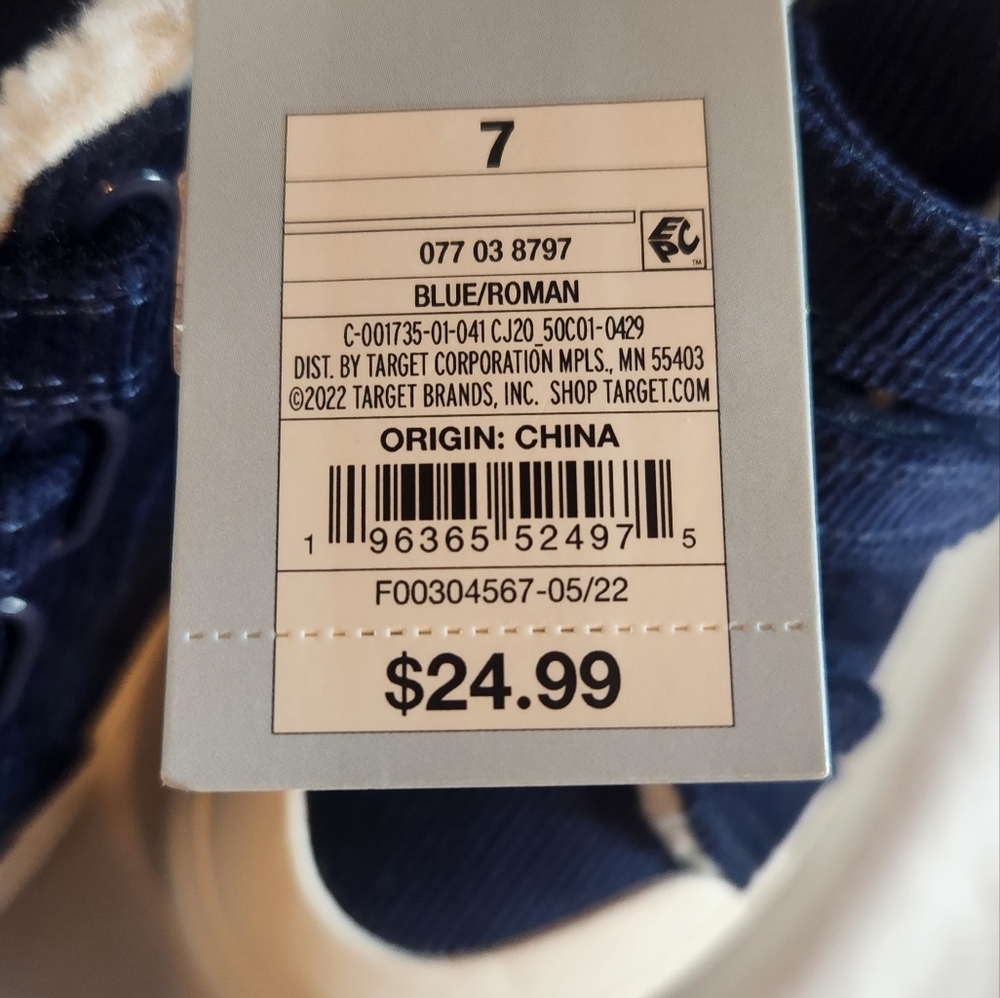 7
EPC™
077 03 8797
BLUE/ROMAN
C-001735-01-041 CJ20_50C01-0429
DIST. BY TARGET CORPORATION MPLS., MN 55403
©2022 TARGET BRANDS, INC. SHOP TARGET.COM
ORIGIN: CHINA
1 96365 52497 5
F00304567-05/22
$24.99